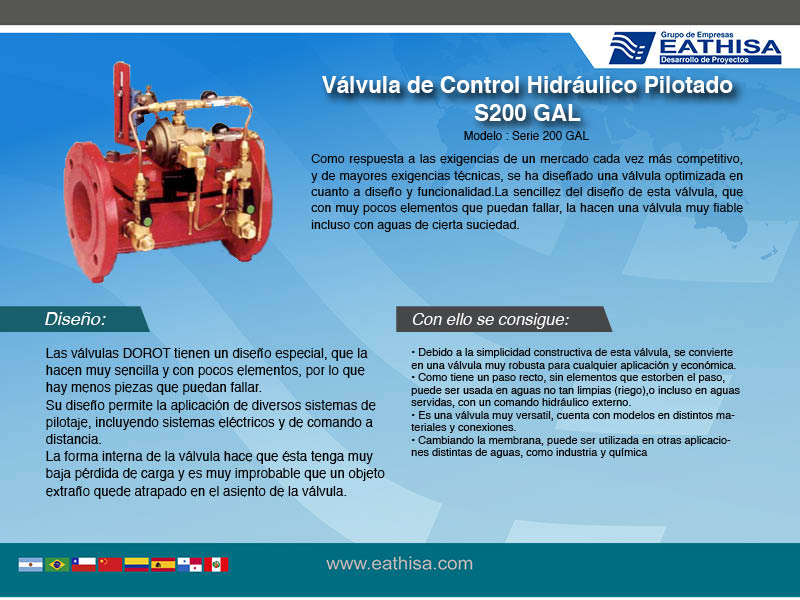 Grupo de Empresas
EATHISA
Desarrollo de Proyectos
Válvula de Control Hidráulico Pilotado
S200 GAL
Modelo : Serie 200 GAL
Como respuesta a las exigencias de un mercado cada vez más competitivo,
y de mayores exigencias técnicas, se ha diseñado una válvula optimizada en
cuanto a diseño y funcionalidad.La sencillez del diseño de esta válvula, que
con muy pocos elementos que puedan fallar, la hacen una válvula muy fiable
incluso con aguas de cierta suciedad.
Diseño:
Las válvulas DOROT tienen un diseño especial, que la
hacen muy sencilla y con pocos elementos, por lo que
hay menos piezas que puedan fallar.
Su diseño permite la aplicación de diversos sistemas de
pilotaje, incluyendo sistemas eléctricos y de comando a
distancia.
La forma interna de la válvula hace que ésta tenga muy
baja pérdida de carga y es muy improbable que un objeto
extraño quede atrapado en el asiento de la válvula.
Con ello se consigue:
• Debido a la simplicidad constructiva de esta válvula, se convierte
en una válvula muy robusta para cualquier aplicación y económica.
• Como tiene un paso recto, sin elementos que estorben el paso,
puede ser usada en aguas no tan limpias (riego),o incluso en aguas
servidas, con un comando hidráulico externo.
• Es una válvula muy versatil, cuenta con modelos en distintos ma-
teriales y conexiones.
• Cambiando la membrana, puede ser utilizada en otras aplicacio-
nes distintas de aguas, como industria y química
www.eathisa.com